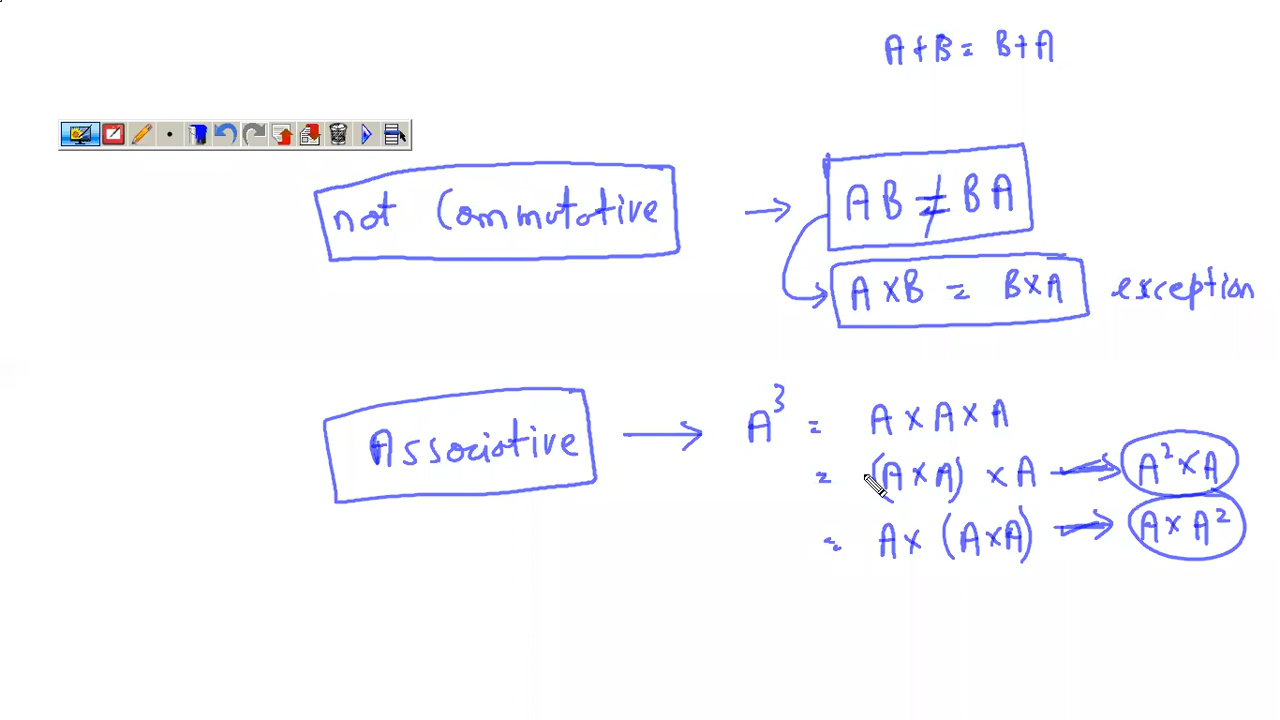 A + B = B + A
not Commutative → AB ≠ BA
A × B = B × A exception
Associative → A³ = A × A × A
= (A × A) × A → A² × A
= A × (A × A) → A × A²